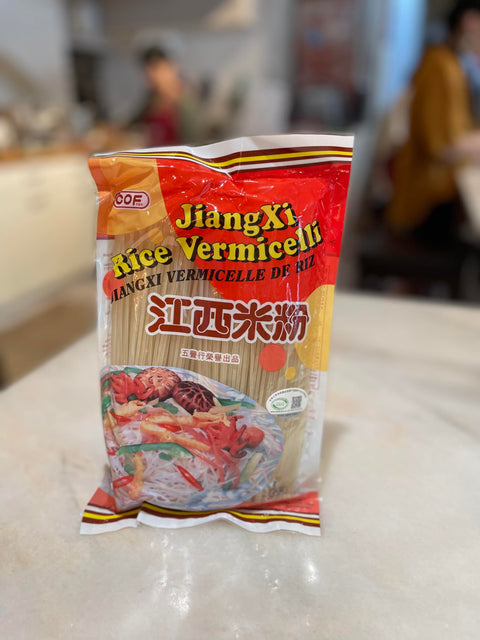 COF
JiangXi
Rice Vermicelli
JIANGXI VERMICELLE DE RIZ
江西米粉
五豐行榮譽出品